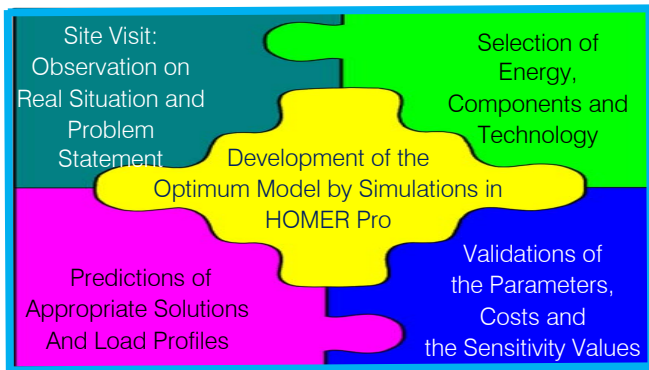 Site Visit:
Observation on
Real Situation and
Problem
Statement
Selection of
Energy,
Components and
Technology
Development of the
Optimum Model by Simulations in
HOMER Pro
Predictions of
Appropriate Solutions
And Load Profiles
Validations of
the Parameters,
Costs and
the Sensitivity Values